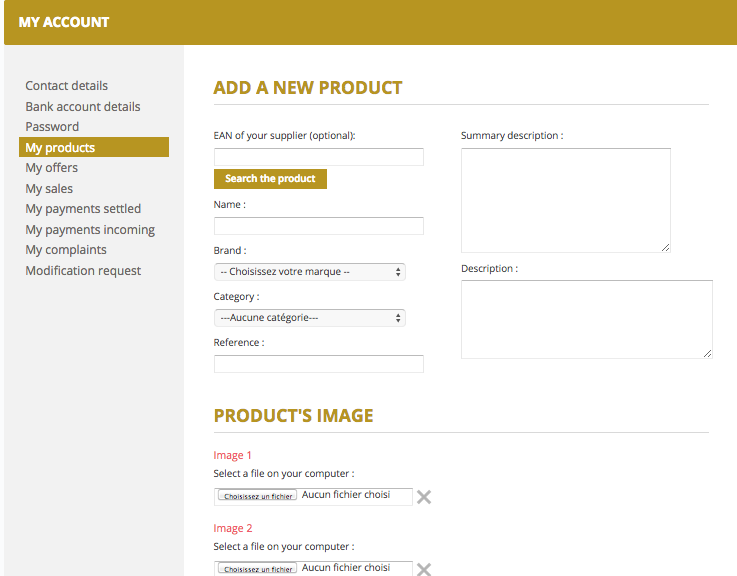 MY ACCOUNT
Contact details
Bank account details
Password
My products
My offers
My sales
My payments settled
My payments incoming
My complaints
Modification request
ADD A NEW PRODUCT
EAN of your supplier (optional):
Search the product
Name :
Brand :
-- Choisissez votre marque --
Category :
---Aucune catégorie---
Reference :
Summary description :
Description :
PRODUCT'S IMAGE
Image 1
Select a file on your computer :
Choisissez un fichier Aucun fichier choisi
Image 2
Select a file on your computer :
Choisissez un fichier Aucun fichier choisi